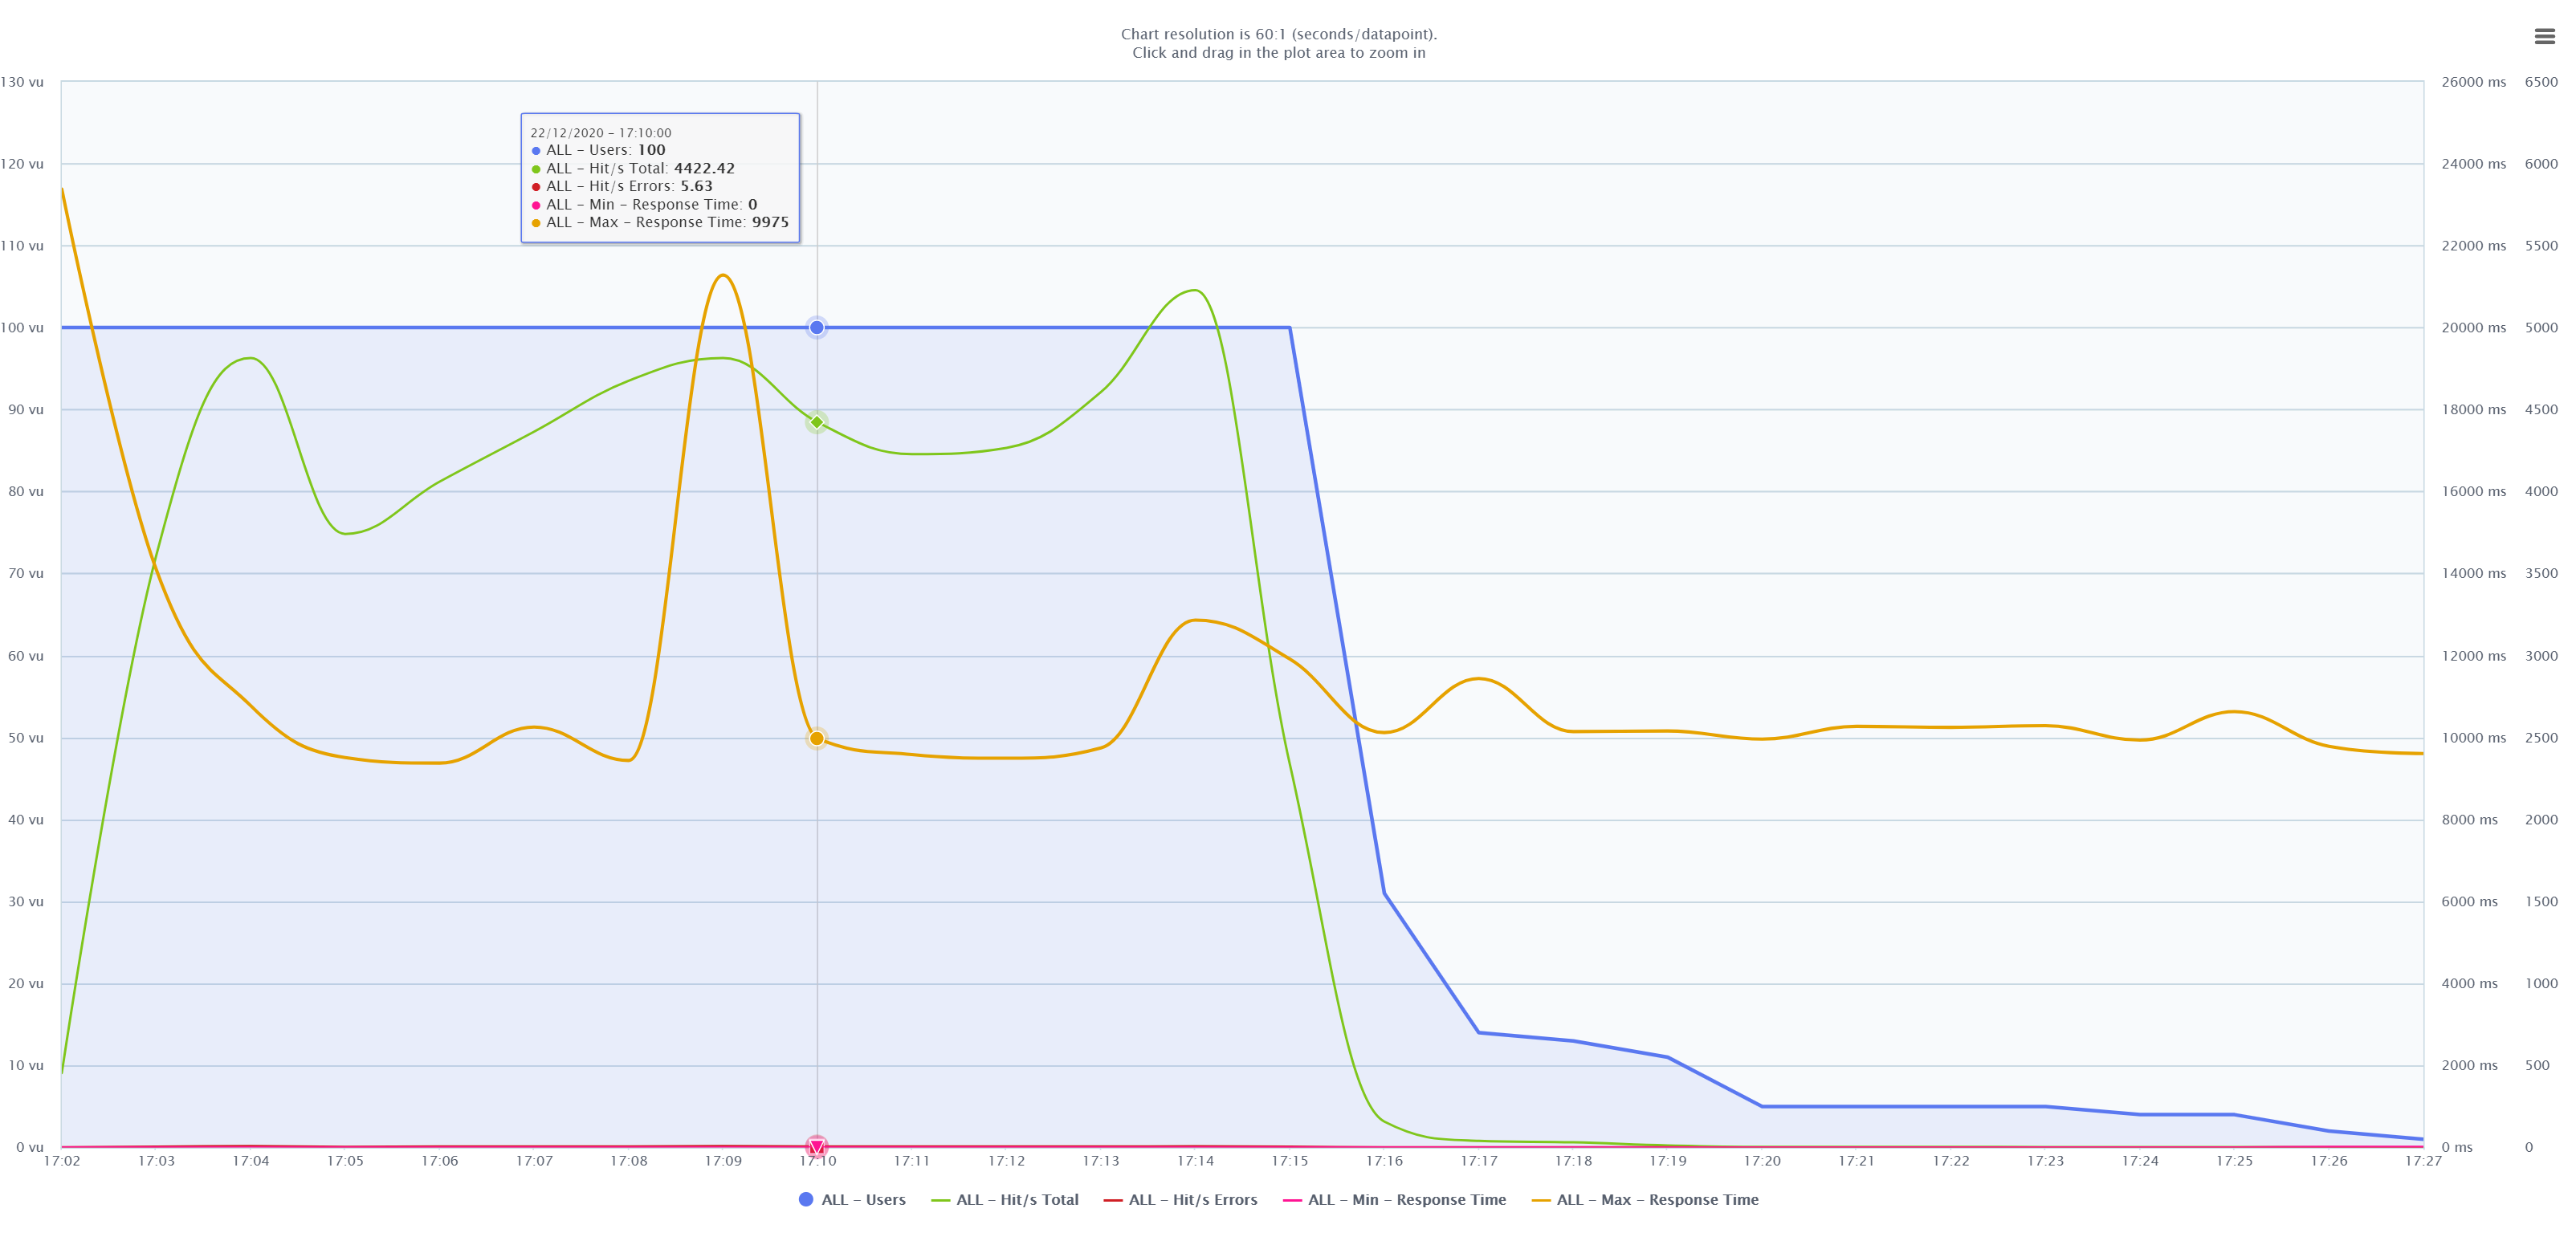 Chart resolution is 60:1 (seconds/datapoint).
Click and drag in the plot area to zoom in
130 vu
26000 ms
6500
120 vu
24000 ms
6000
110 vu
22000 ms
5500
100 vu
20000 ms
5000
90 vu
18000 ms
4500
80 vu
16000 ms
4000
70 vu
14000 ms
3500
60 vu
12000 ms
3000
50 vu
10000 ms
2500
40 vu
8000 ms
2000
30 vu
6000 ms
1500
20 vu
4000 ms
1000
10 vu
2000 ms
500
0 vu
0 ms
0
22/12/2020 - 17:10:00
ALL - Users: 100
ALL - Hit/s Total: 4422.42
ALL - Hit/s Errors: 5.63
ALL - Min - Response Time: 0
ALL - Max - Response Time: 9975
17:02 17:03 17:04 17:05 17:06 17:07 17:08 17:09 17:10 17:11 17:12 17:13 17:14 17:15 17:16 17:17 17:18 17:19 17:20 17:21 17:22 17:23 17:24 17:25 17:26 17:27
ALL - Users ALL - Hit/s Total ALL - Hit/s Errors ALL - Min - Response Time ALL - Max - Response Time